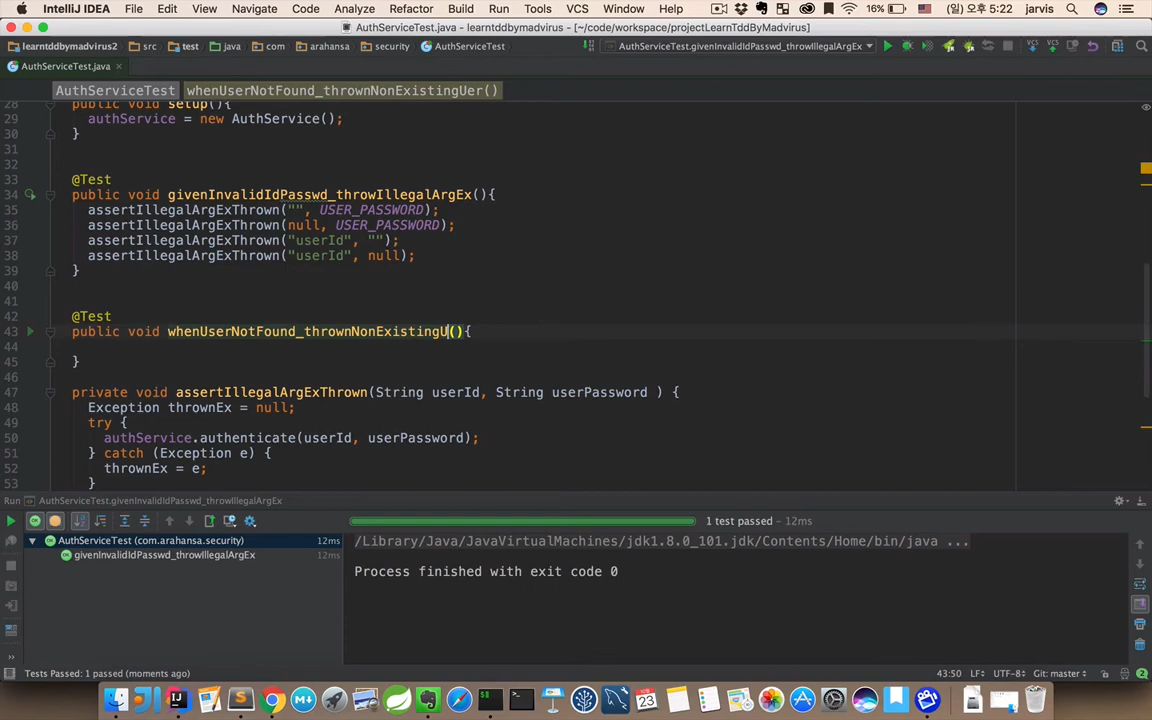 IntelliJ IDEA File Edit View Navigate Code Analyze Refactor Build Run Tools VCS Window Help 16% 일 오후 5:22 jarvis
AuthServiceTest.java - learntddbymadvirus - [~/code/workspace/projectLearnTddByMadvirus]
learntddbymadvirus2 src test java com arahansa security AuthServiceTest AuthServiceTest.givenInvalidIdPasswd_throwIllegalArgEx
AuthServiceTest.java
AuthServiceTest whenUserNotFound_thrownNonExistingUer()
28 public void setup(){
29 authService = new AuthService();
30 }
31
32
33 @Test
34 public void givenInvalidIdPasswd_throwIllegalArgEx(){
35 assertIllegalArgExThrown("", USER_PASSWORD);
36 assertIllegalArgExThrown(null, USER_PASSWORD);
37 assertIllegalArgExThrown("userId", "");
38 assertIllegalArgExThrown("userId", null);
39 }
40
41
42 @Test
43 public void whenUserNotFound_thrownNonExistingU(){
44
45 }
46
47 private void assertIllegalArgExThrown(String userId, String userPassword ) {
48 Exception thrownEx = null;
49 try {
50 authService.authenticate(userId, userPassword);
51 } catch (Exception e) {
52 thrownEx = e;
53 }
Run AuthServiceTest.givenInvalidIdPasswd_throwIllegalArgEx
1 test passed – 12ms
AuthServiceTest (com.arahansa.security) 12ms /Library/Java/JavaVirtualMachines/jdk1.8.0_101.jdk/Contents/Home/bin/java ...
givenInvalidIdPasswd_throwIllegalArgEx 12ms
Process finished with exit code 0
Tests Passed: 1 passed (moments ago) 43:50 LF UTF-8 Git: master